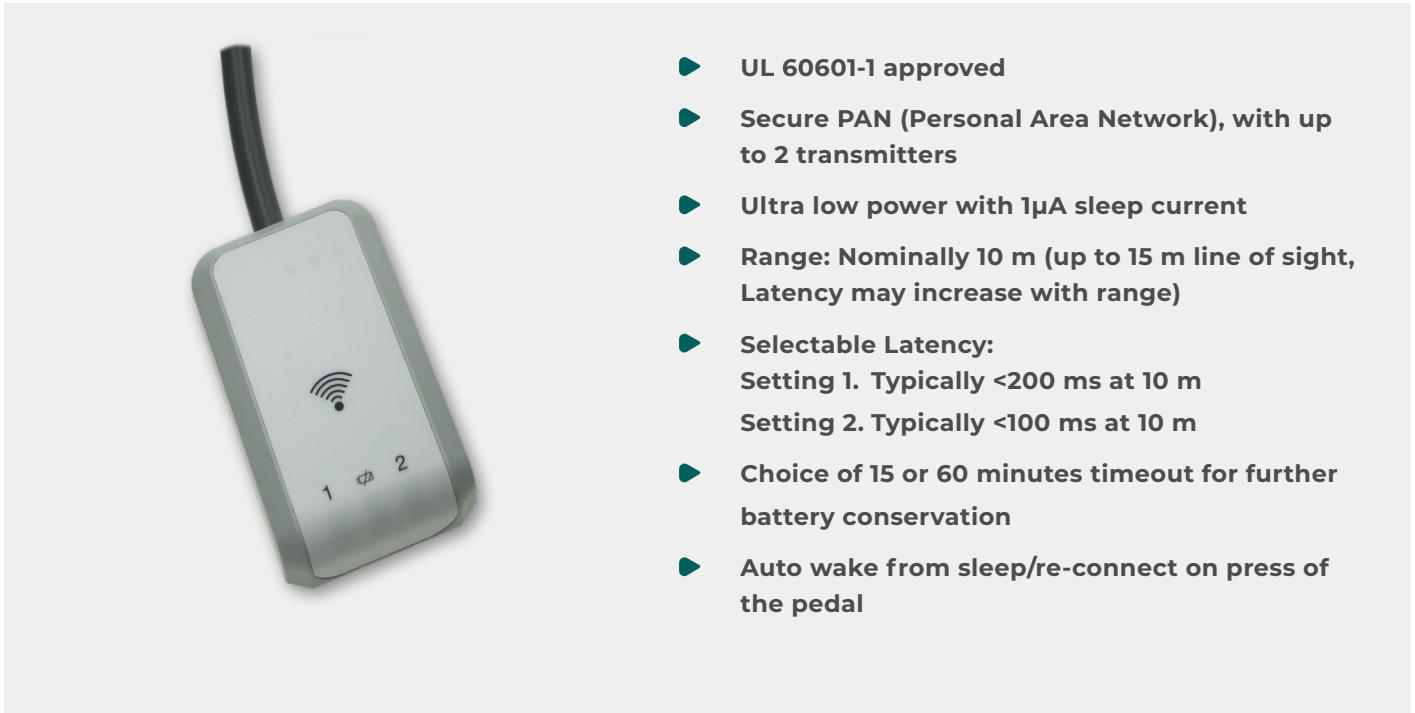 UL 60601-1 approved
Secure PAN (Personal Area Network), with up
to 2 transmitters
Ultra low power with 1µA sleep current
Range: Nominally 10 m (up to 15 m line of sight,
Latency may increase with range)
Selectable Latency:
Setting 1. Typically <200 ms at 10 m
Setting 2. Typically <100 ms at 10 m
Choice of 15 or 60 minutes timeout for further
battery conservation
Auto wake from sleep/re-connect on press of
the pedal
1 2